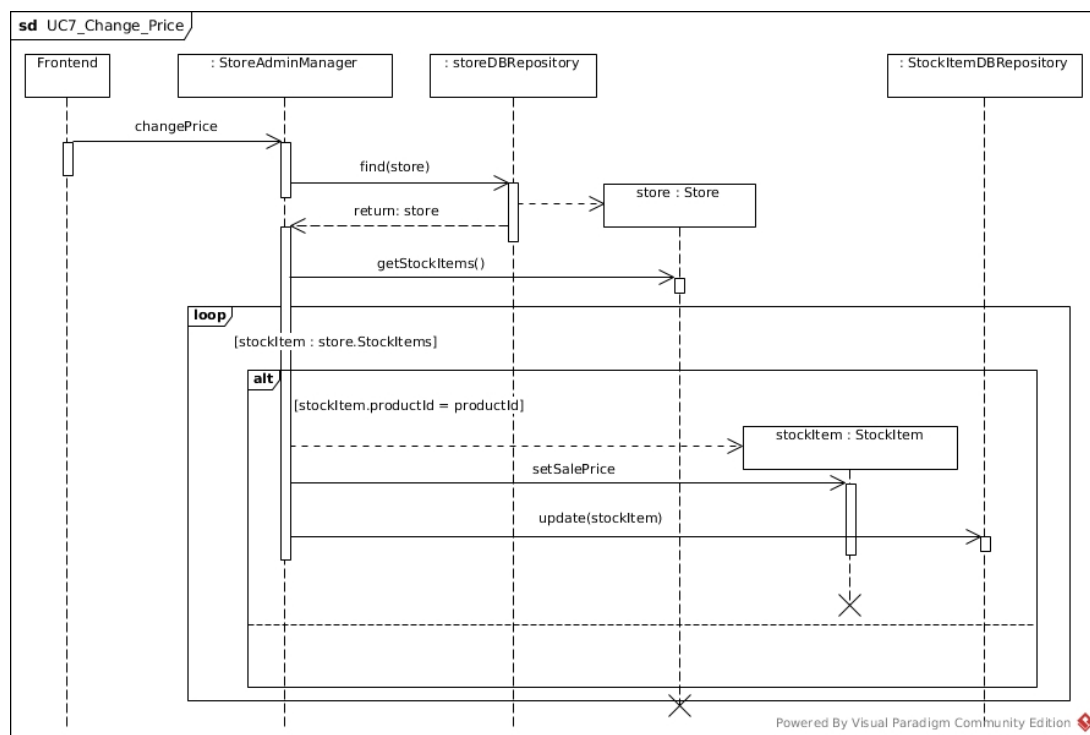 sd UC7_Change_Price
Frontend
: StoreAdminManager
: storeDBRepository
: StockItemDBRepository
changePrice
find(store)
store : Store
return: store
getStockItems()
loop
[stockItem : store.StockItems]
alt
[stockItem.productId = productId]
stockItem : StockItem
setSalePrice
update(stockItem)
Powered By Visual Paradigm Community Edition